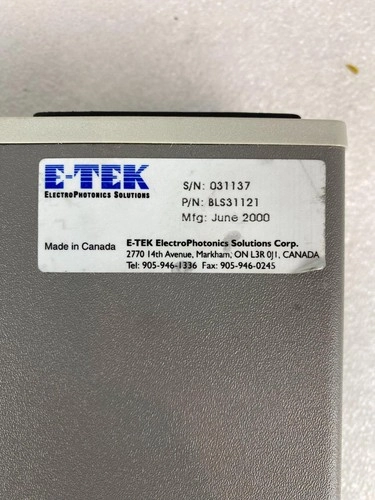 E-TEK
ELECTROPHOTONICS SOLUTIONS
S/N: 031137
P/N: BLS31121
Mfg: June 2000
Made in Canada
E-TEK ElectroPhotonics Solutions Corp.
2770 14th Avenue, Markham, ON L3R 0J1, CANADA
Tel: 905-946-1336 Fax: 905-946-0245